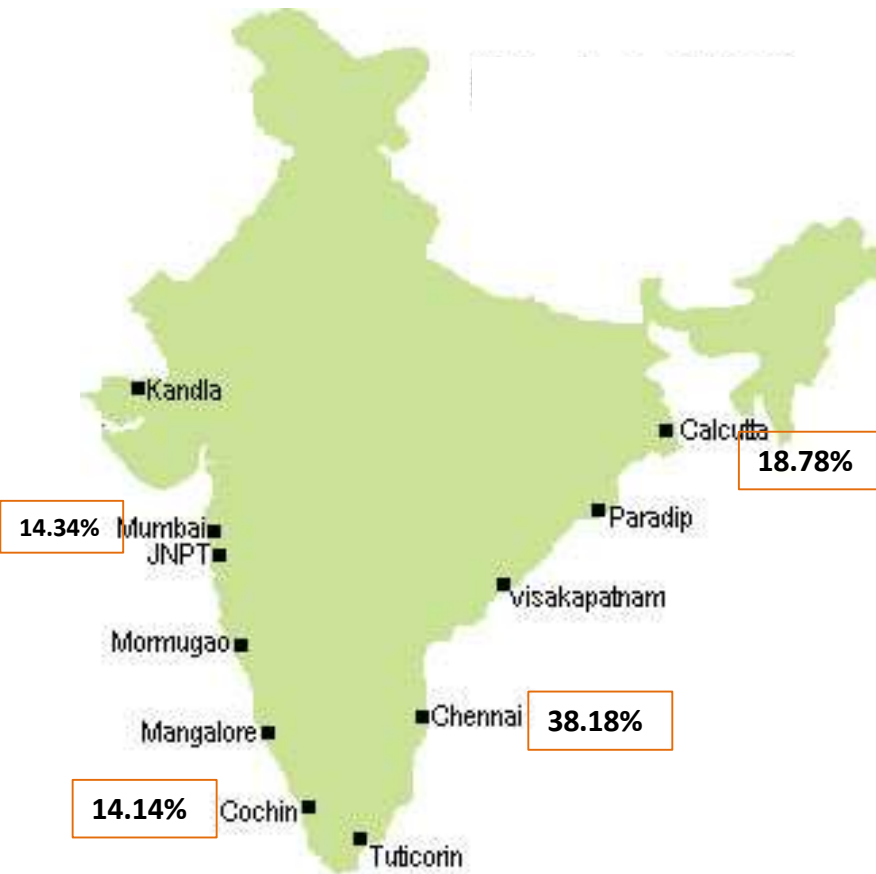 Kandla
Calcutta
18.78%
Paradip
14.34%
Mumbai
JNPT
visakapatnam
Mormugao
Chennai
38.18%
Mangalore
14.14%
Cochin
Tuticorin